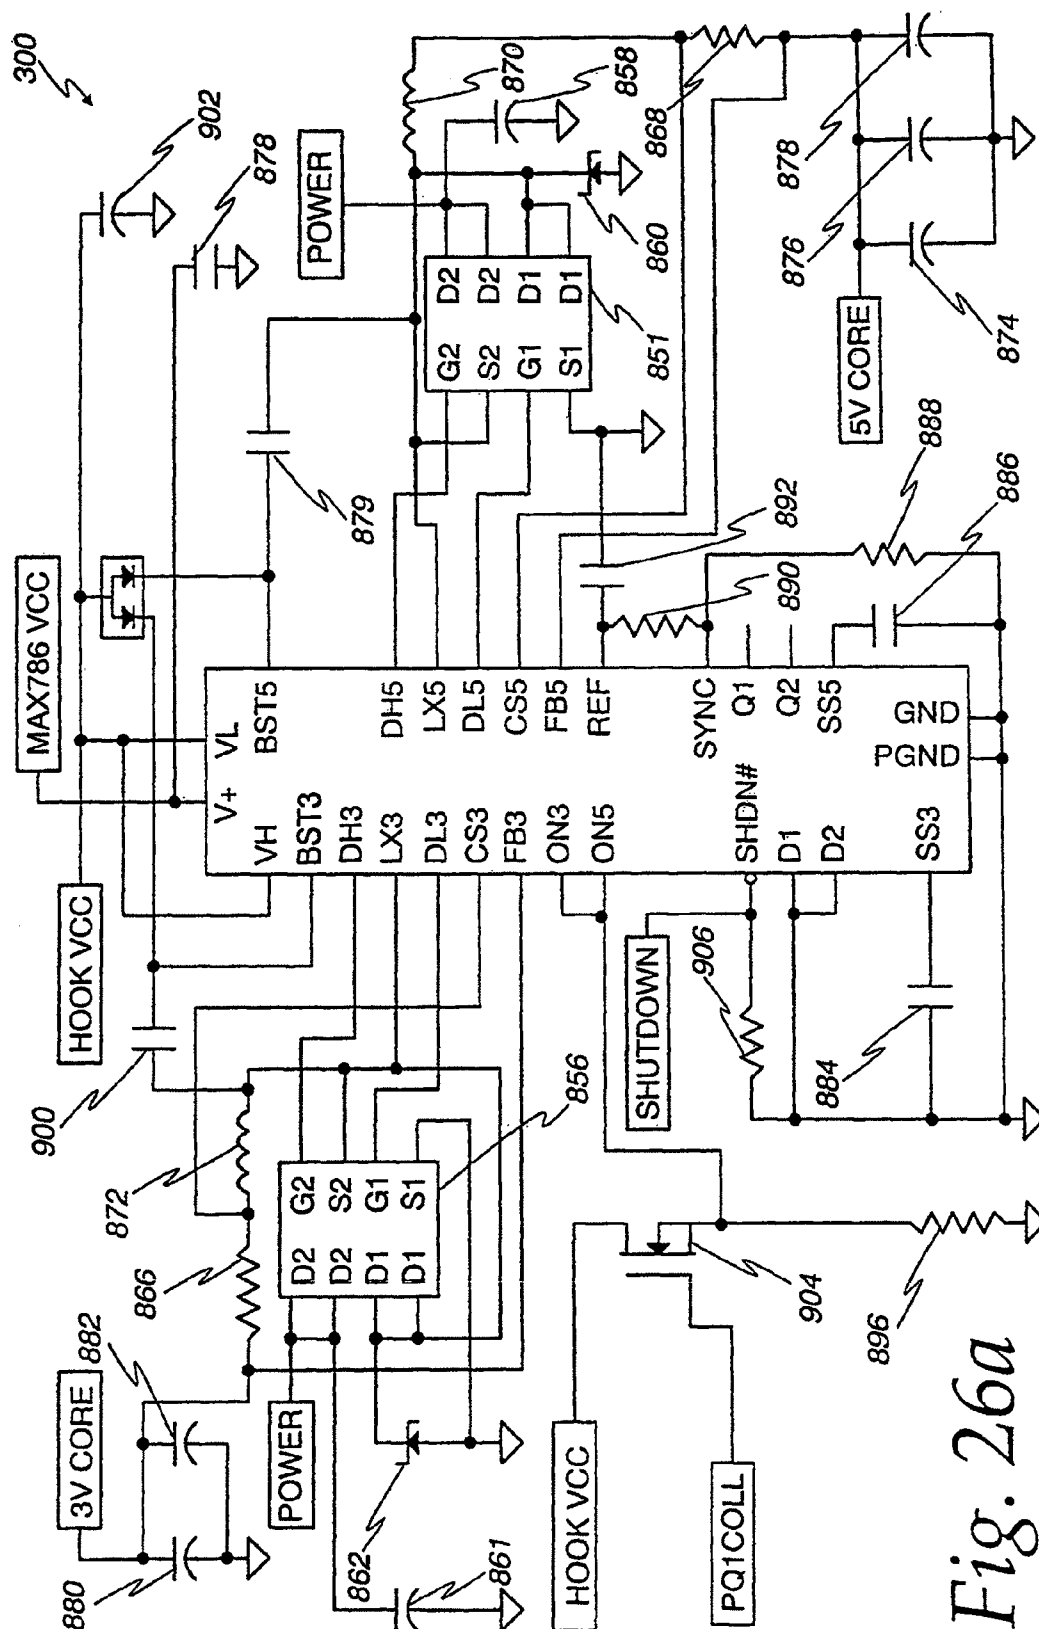 300
902
878
870
858
POWER
860
868
D2
D2
D1
D1
G2
S2
G1
S1
851
876
878
874
5V CORE
879
892
890
888
886
MAX786 VCC
HOOK VCC
V+
VL
VH
BST3
DH3
LX3
DL3
CS3
FB3
ON3
ON5
SHDN#
D1
D2
SS3
BST5
DH5
LX5
DL5
CS5
FB5
REF
SYNC
Q1
Q2
SS5
GND
PGND
900
SHUTDOWN
906
884
872
866
856
G2
S2
G1
S1
D2
D2
D1
D1
3V CORE
882
880
POWER
862
861
HOOK VCC
PQ1COLL
904
896
Fig. 26a